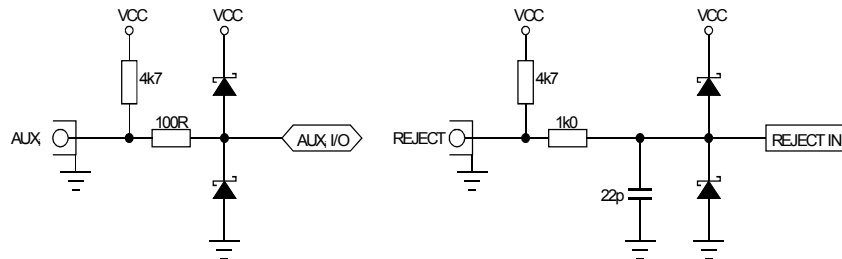 VCC VCC VCC VCC
4k7 4k7
100R 1k0
AUX, AUX, I/O REJECT REJECT IN
22p